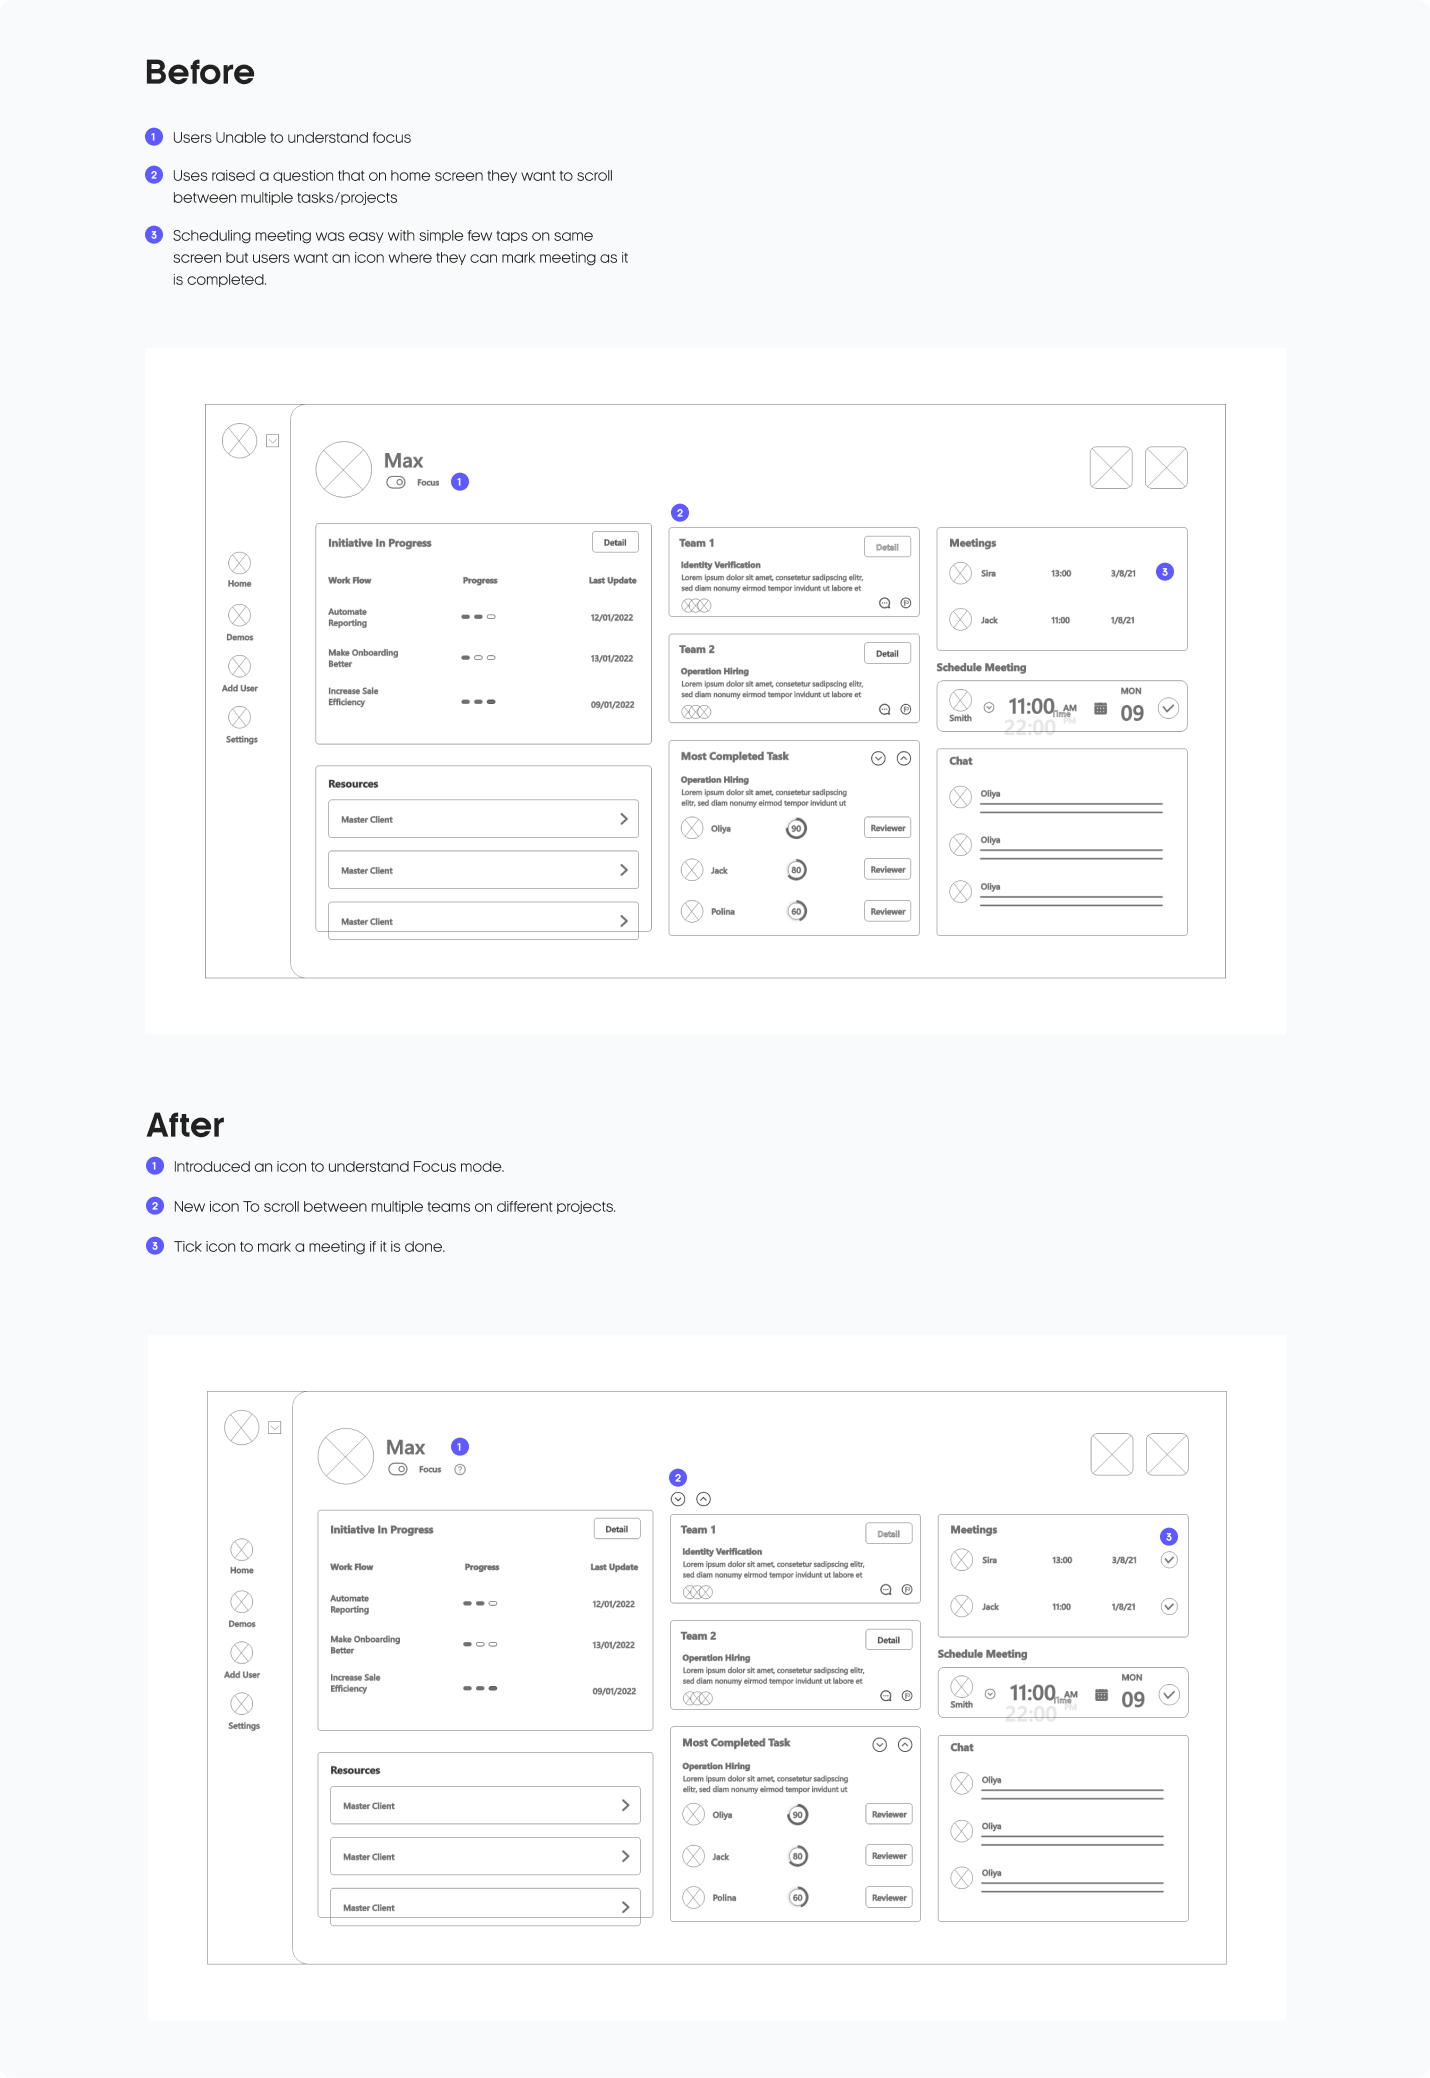 Before
1 Users Unable to understand focus
2 Uses raised a question that on home screen they want to scroll
between multiple tasks/projects
3 Scheduling meeting was easy with simple few taps on same
screen but users want an icon where they can mark meeting as it
is completed.
Max
Focus 1
Home
Demos
Add User
Settings
Initiative In Progress Detail
Work Flow Progress Last Update
Automate
Reporting 12/01/2022
Make Onboarding
Better 13/01/2022
Increase Sale
Efficiency 09/01/2022
Resources
Master Client
Master Client
Master Client
2
Team 1 Detail
Identity Verification
Lorem ipsum dolor sit amet, consetetur sadipscing elitr,
sed diam nonumy eirmod tempor invidunt ut labore et
Team 2 Detail
Operation Hiring
Lorem ipsum dolor sit amet, consetetur sadipscing elitr,
sed diam nonumy eirmod tempor invidunt ut labore et
Most Completed Task
Operation Hiring
Lorem ipsum dolor sit amet, consetetur sadipscing
elitr, sed diam nonumy eirmod tempor invidunt ut
Oliya 90 Reviewer
Jack 80 Reviewer
Polina 60 Reviewer
Meetings
Sira 13:00 3/8/21 3
Jack 11:00 1/8/21
Schedule Meeting
Smith 11:00 AM MON 09
Time
22:00 PM
Chat
Oliya
Oliya
Oliya
After
1 Introduced an icon to understand Focus mode.
2 New icon To scroll between multiple teams on different projects.
3 Tick icon to mark a meeting if it is done.
Max 1
Focus ?
Home
Demos
Add User
Settings
Initiative In Progress Detail
Work Flow Progress Last Update
Automate
Reporting 12/01/2022
Make Onboarding
Better 13/01/2022
Increase Sale
Efficiency 09/01/2022
Resources
Master Client
Master Client
Master Client
2
Team 1 Detail
Identity Verification
Lorem ipsum dolor sit amet, consetetur sadipscing elitr,
sed diam nonumy eirmod tempor invidunt ut labore et
Team 2 Detail
Operation Hiring
Lorem ipsum dolor sit amet, consetetur sadipscing elitr,
sed diam nonumy eirmod tempor invidunt ut labore et
Most Completed Task
Operation Hiring
Lorem ipsum dolor sit amet, consetetur sadipscing
elitr, sed diam nonumy eirmod tempor invidunt ut
Oliya 90 Reviewer
Jack 80 Reviewer
Polina 60 Reviewer
Meetings 3
Sira 13:00 3/8/21
Jack 11:00 1/8/21
Schedule Meeting
Smith 11:00 AM MON 09
Time
22:00 PM
Chat
Oliya
Oliya
Oliya